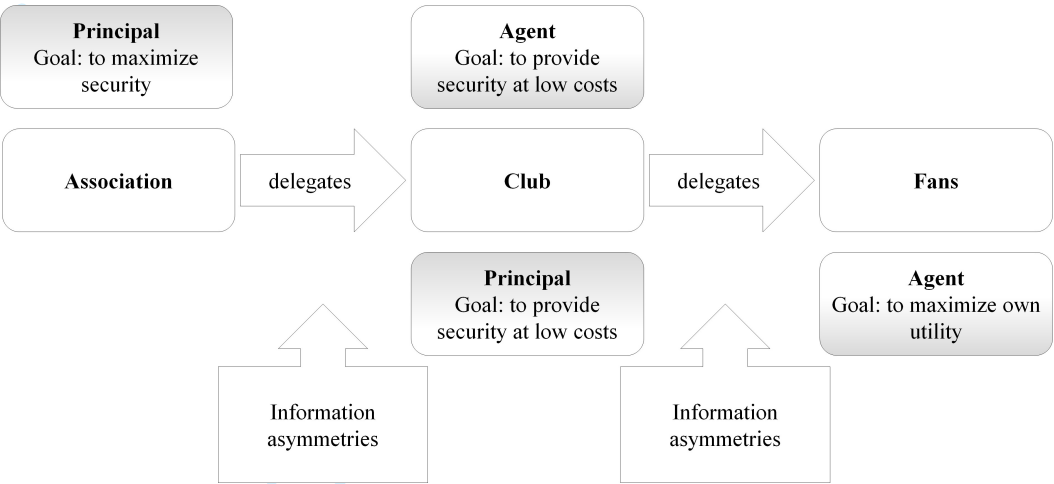 Principal
Goal: to maximize
security
Agent
Goal: to provide
security at low costs
Association
delegates
Club
delegates
Fans
Principal
Goal: to provide
security at low costs
Agent
Goal: to maximize own
utility
Information
asymmetries
Information
asymmetries